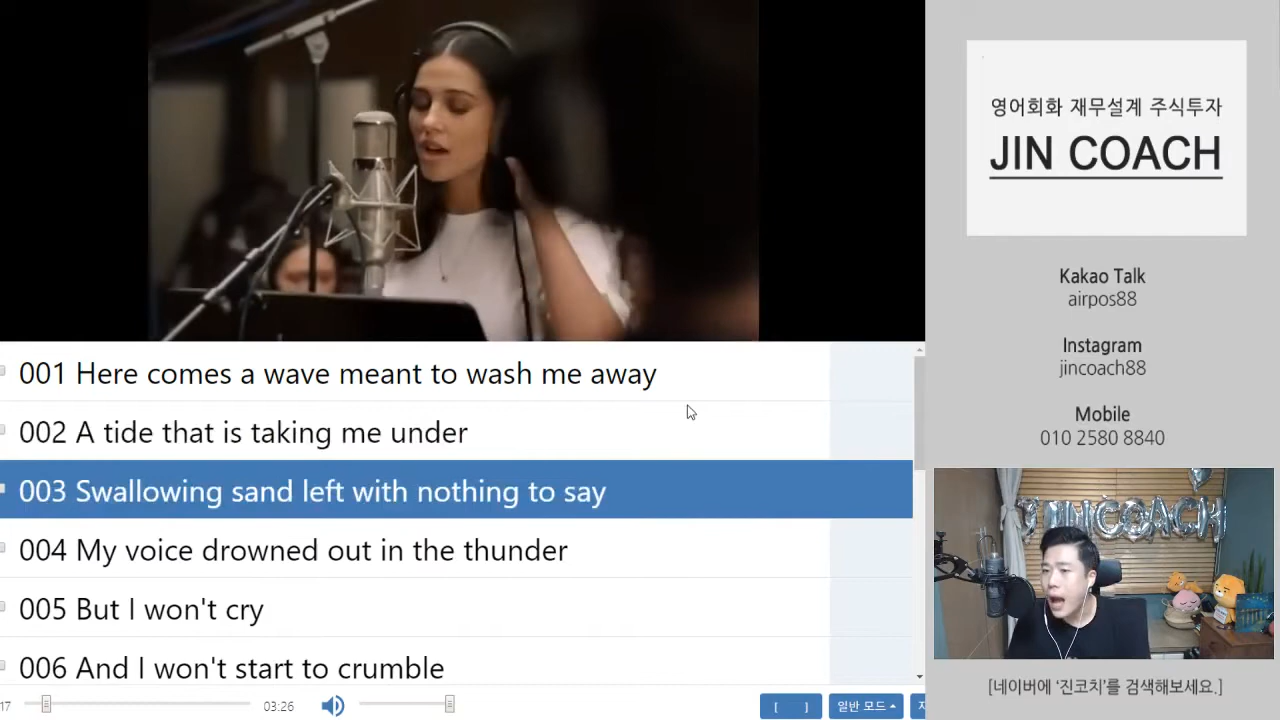 영어회화 재무설계 주식투자
JIN COACH
Kakao Talk
airpos88
Instagram
jincoach88
Mobile
010 2580 8840
JINCOACH
[네이버에 '진코치'를 검색해보세요.]
001 Here comes a wave meant to wash me away
002 A tide that is taking me under
003 Swallowing sand left with nothing to say
004 My voice drowned out in the thunder
005 But I won't cry
006 And I won't start to crumble
17
03:26
[ ]
일반 모드